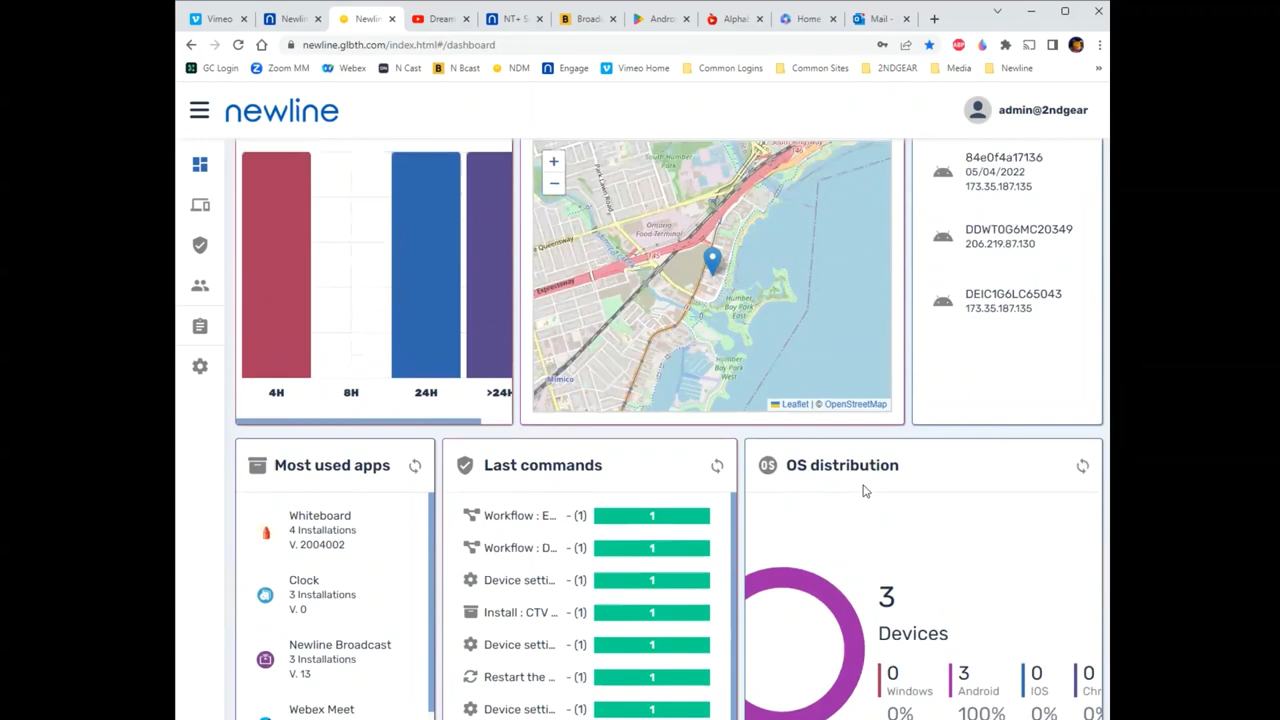 Vimeo
Newlin
Newlin
Dream
NT+ S
Broadc
Andro
Alpha
Home
Mail -
newline.glbth.com/index.html#/dashboard
GC Login
Zoom MM
Webex
N Cast
N Bcast
NDM
Engage
Vimeo Home
Common Logins
Common Sites
2NDGEAR
Media
Newline
»
newline
admin@2ndgear
4H
8H
24H
>24H
+
−
South Kingsway
Park Lawn Road
Ontario
Food-Terminal
e Queensway
Expressway
Humber
Bay Park
East
Humber
Bay Park
West
Mimico
Leaflet | © OpenStreetMap
84e0f4a17136
05/04/2022
173.35.187.135
DDWT0G6MC20349
206.219.87.130
DEIC1G6LC65043
173.35.187.135
Most used apps
Whiteboard
4 Installations
V. 2004002
Clock
3 Installations
V. 0
Newline Broadcast
3 Installations
V. 13
Webex Meet
Last commands
Workflow : E... - (1) 1
Workflow : D... - (1) 1
Device setti... - (1) 1
Install : CTV ... - (1) 1
Device setti... - (1) 1
Restart the ... - (1) 1
Device setti... - (1) 1
OS OS distribution
3
Devices
0 3 0 0
Windows Android IOS Chr
0% 100% 0% 0%